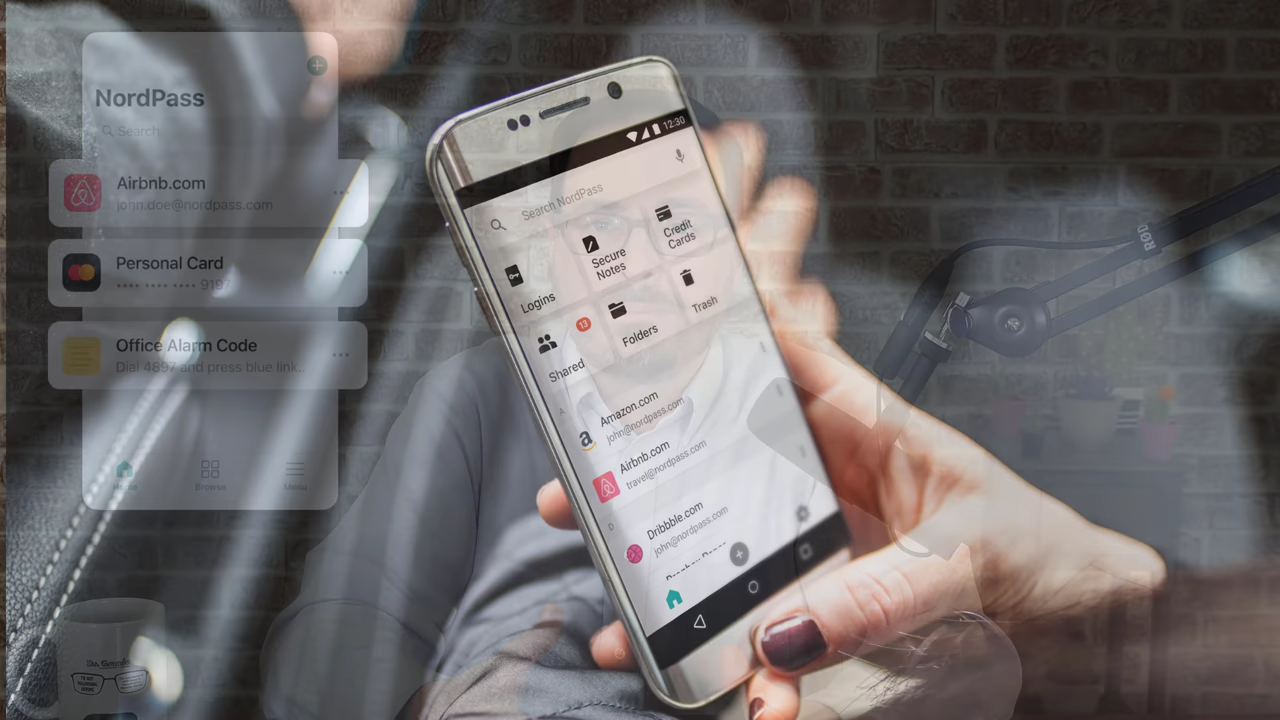 NordPass
Search
Airbnb.com
john.doe@nordpass.com
Personal Card
•••• •••• •••• 9197
Office Alarm Code
Dial 4897 and press blue link..
Browse
Menu
12:30
Search NordPass
Logins
Secure
Notes
Credit
Cards
Shared
13
Folders
Trash
A
Amazon.com
john@nordpass.com
Airbnb.com
travel@nordpass.com
D
Dribbble.com
john@nordpass.com
RØD